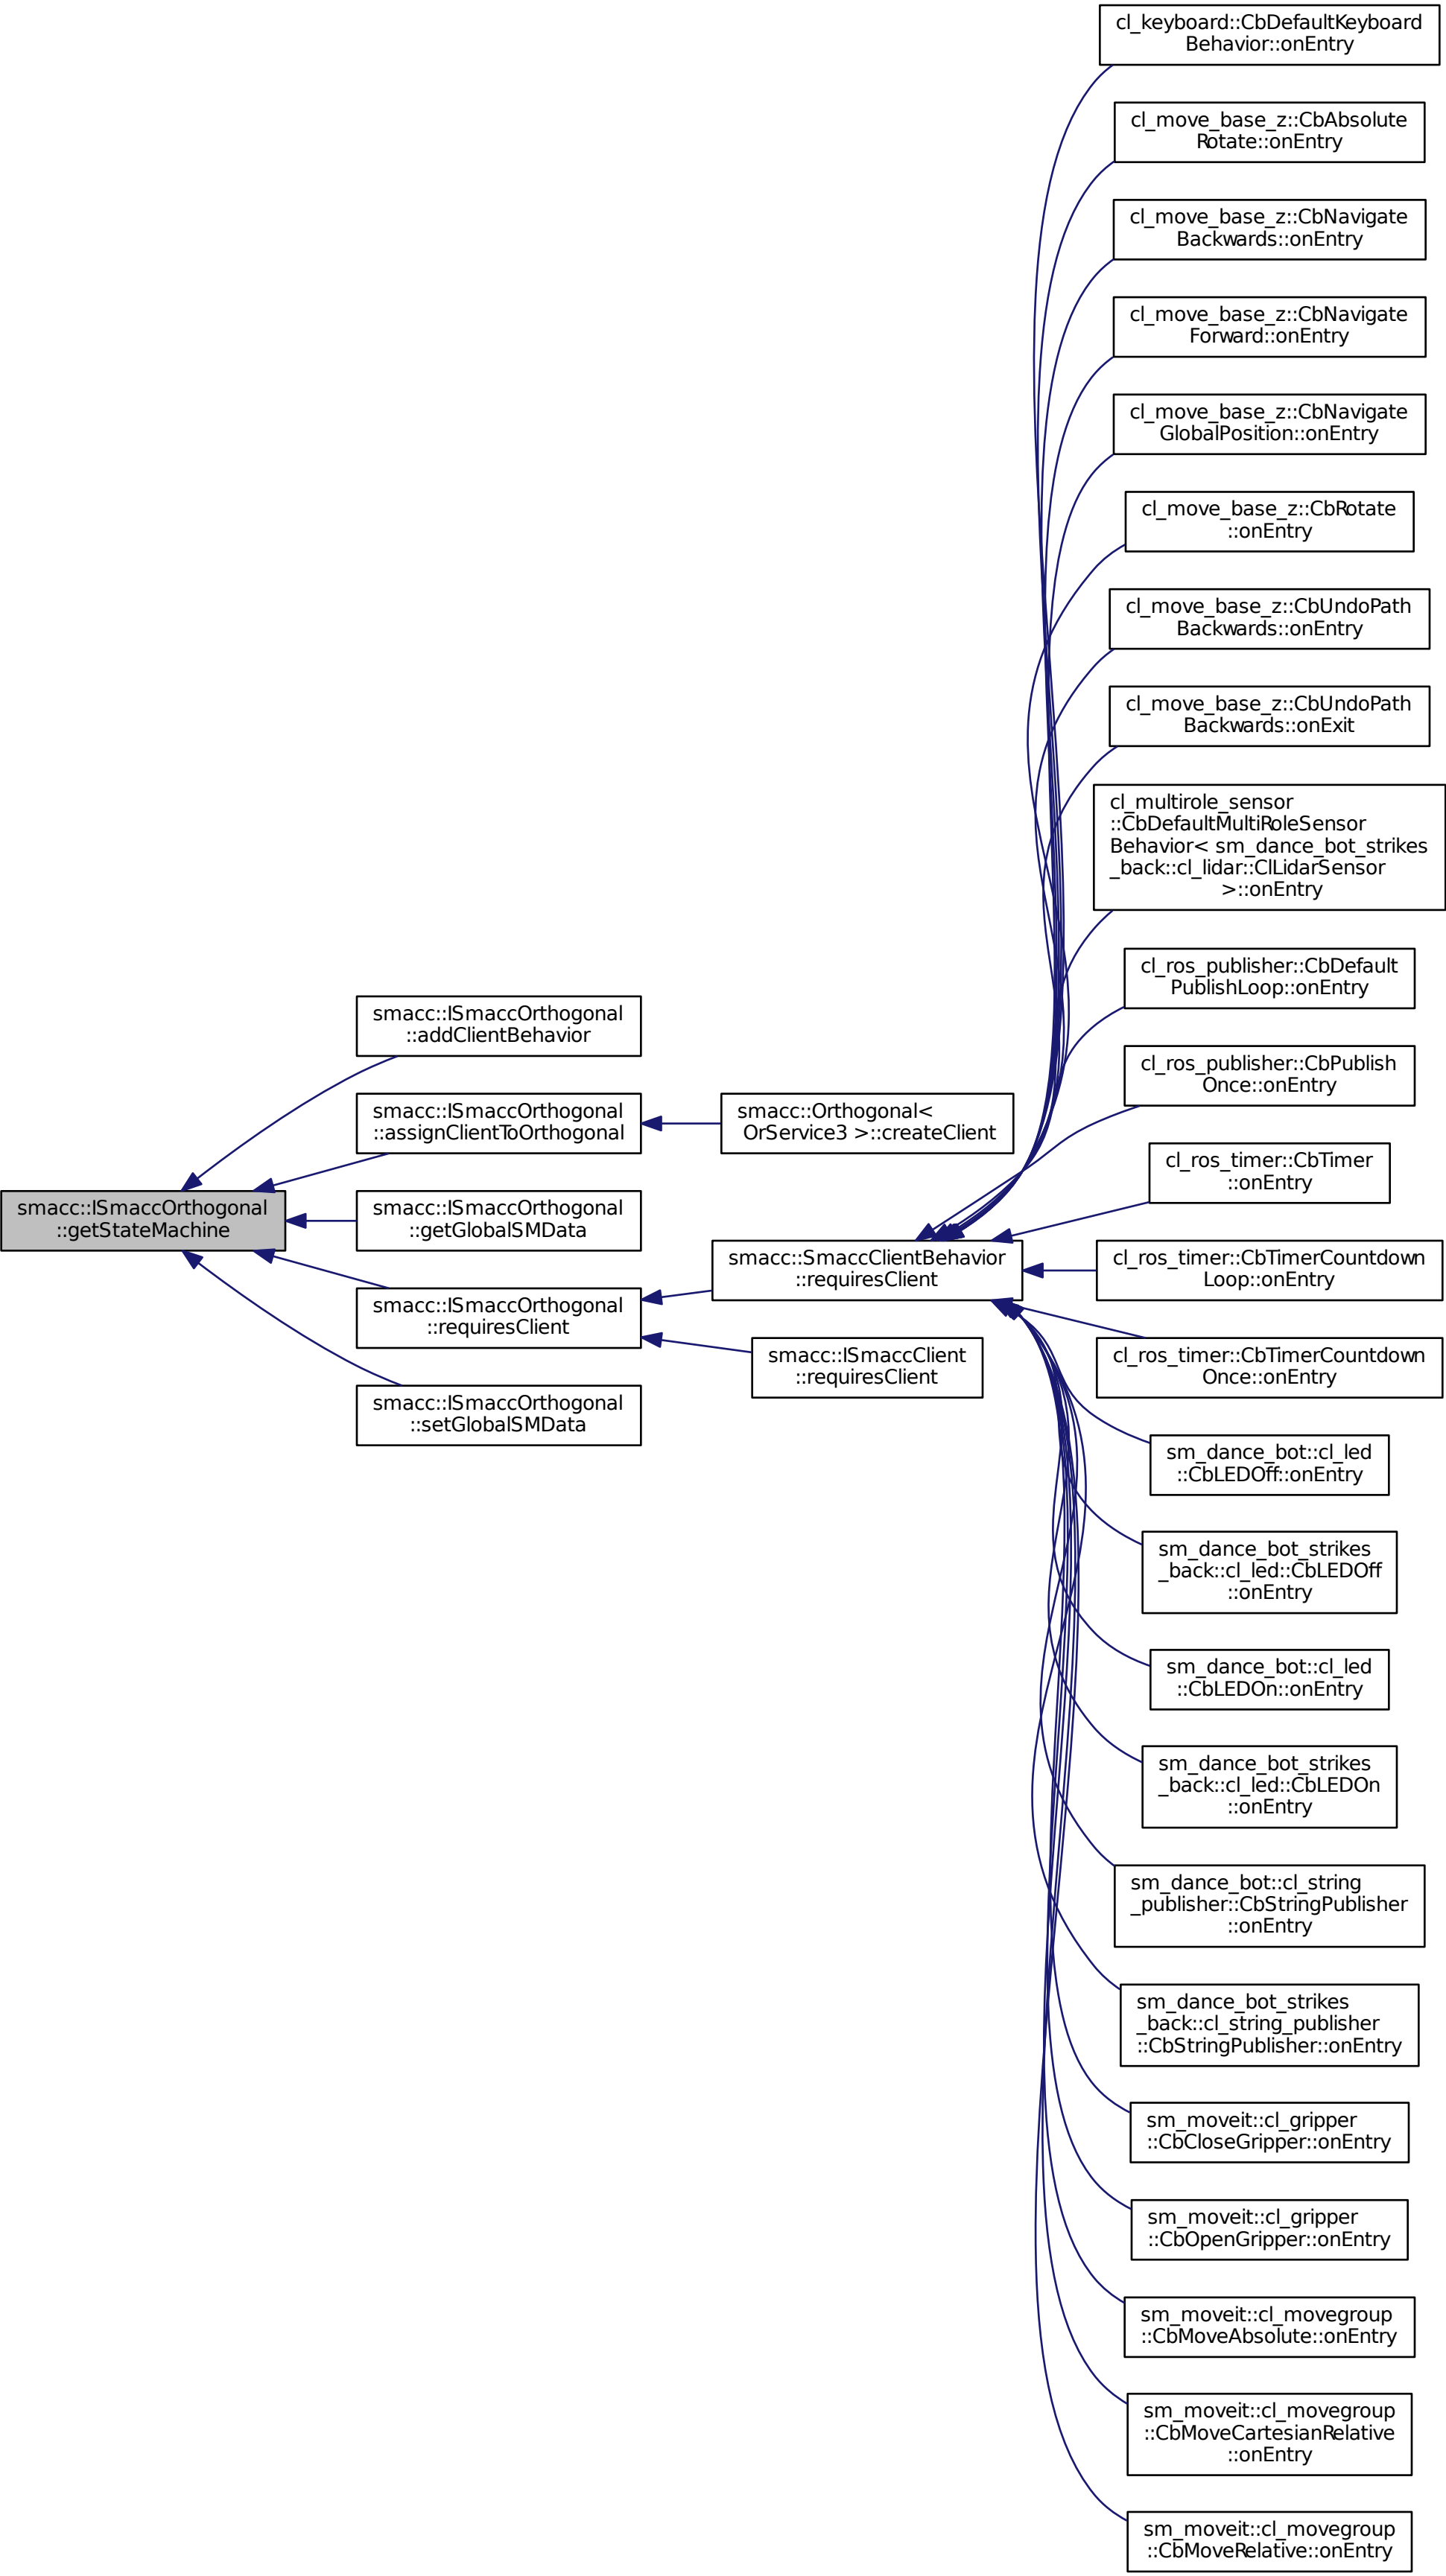 smacc::ISmaccOrthogonal
::getStateMachine
smacc::ISmaccOrthogonal
::addClientBehavior
smacc::ISmaccOrthogonal
::assignClientToOrthogonal
smacc::ISmaccOrthogonal
::getGlobalSMData
smacc::ISmaccOrthogonal
::requiresClient
smacc::ISmaccOrthogonal
::setGlobalSMData
smacc::Orthogonal<
OrService3 >::createClient
smacc::SmaccClientBehavior
::requiresClient
smacc::ISmaccClient
::requiresClient
cl_keyboard::CbDefaultKeyboard
Behavior::onEntry
cl_move_base_z::CbAbsolute
Rotate::onEntry
cl_move_base_z::CbNavigate
Backwards::onEntry
cl_move_base_z::CbNavigate
Forward::onEntry
cl_move_base_z::CbNavigate
GlobalPosition::onEntry
cl_move_base_z::CbRotate
::onEntry
cl_move_base_z::CbUndoPath
Backwards::onEntry
cl_move_base_z::CbUndoPath
Backwards::onExit
cl_multirole_sensor
::CbDefaultMultiRoleSensor
Behavior< sm_dance_bot_strikes
_back::cl_lidar::ClLidarSensor
>::onEntry
cl_ros_publisher::CbDefault
PublishLoop::onEntry
cl_ros_publisher::CbPublish
Once::onEntry
cl_ros_timer::CbTimer
::onEntry
cl_ros_timer::CbTimerCountdown
Loop::onEntry
cl_ros_timer::CbTimerCountdown
Once::onEntry
sm_dance_bot::cl_led
::CbLEDOff::onEntry
sm_dance_bot_strikes
_back::cl_led::CbLEDOff
::onEntry
sm_dance_bot::cl_led
::CbLEDOn::onEntry
sm_dance_bot_strikes
_back::cl_led::CbLEDOn
::onEntry
sm_dance_bot::cl_string
_publisher::CbStringPublisher
::onEntry
sm_dance_bot_strikes
_back::cl_string_publisher
::CbStringPublisher::onEntry
sm_moveit::cl_gripper
::CbCloseGripper::onEntry
sm_moveit::cl_gripper
::CbOpenGripper::onEntry
sm_moveit::cl_movegroup
::CbMoveAbsolute::onEntry
sm_moveit::cl_movegroup
::CbMoveCartesianRelative
::onEntry
sm_moveit::cl_movegroup
::CbMoveRelative::onEntry